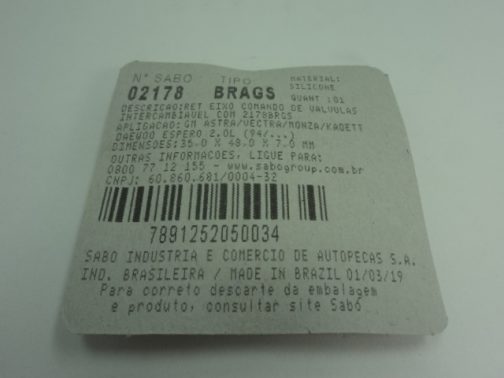 N° SABO TIPO MATERIAL:
02178 BRAGS SILICONE
QUANT :01
DESCRICAO:RET EIXO COMANDO DE VALVULAS
INTERCAMBIAVEL COM 2178BRGS
APLICACAO:GM ASTRA/VECTRA/MONZA/KADETT
DAEWOO ESPERO 2.0L (94/...)
DIMENSOES:35.0 X 48.0 X 7.0 MM
OUTRAS INFORMACOES, LIGUE PARA:
0800 77 12 155 - www.sabogroup.com.br
CNPJ: 60.860.681/0004-32
7891252050034
SABO INDUSTRIA E COMERCIO DE AUTOPECAS S.A.
IND. BRASILEIRA / MADE IN BRAZIL 01/03/19
Para correto descarte da embalagem
e produto, consultar site Sabó